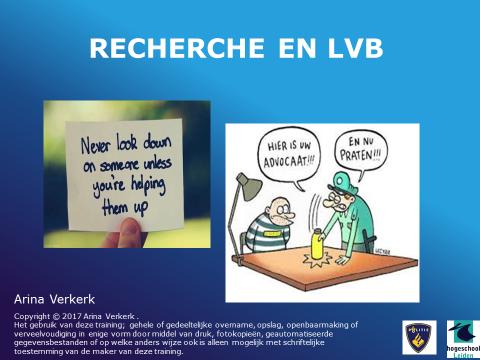 RECHERCHE EN LVB
Never look down
on someone unless
you're helping
them up
HIER IS UW
ADVOCAAT!!!
EN NU
PRATEN!!!
Arina Verkerk
Copyright © 2017 Arina Verkerk .
Het gebruik van deze training; gehele of gedeeltelijke overname, opslag, openbaarmaking of
verveelvoudiging in enige vorm door middel van druk, fotokopieën, geautomatiseerde
gegevensbestanden of op welke anders wijze ook is alleen mogelijk met schriftelijke
toestemming van de maker van deze training.
POLITIE
hogeschool
Leiden